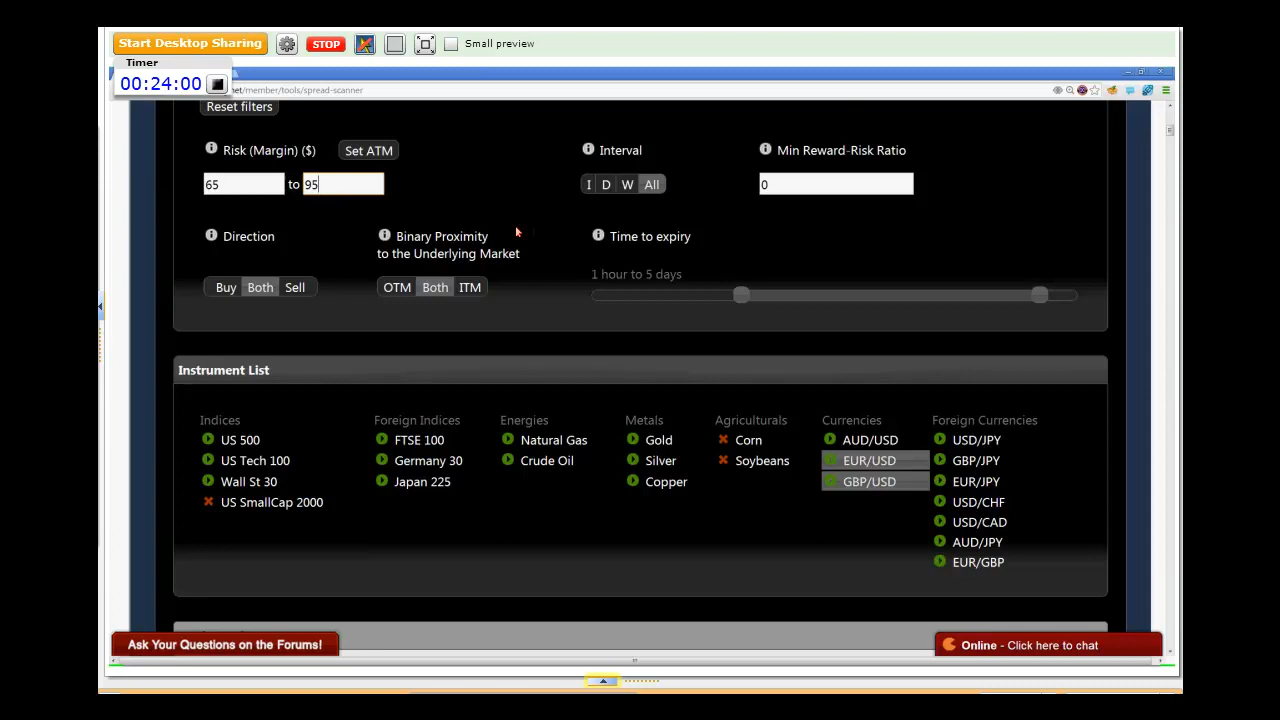 Start Desktop Sharing STOP Small preview
Timer
00:24:00
net/member/tools/spread-scanner
Reset filters
Risk (Margin) ($) Set ATM Interval Min Reward-Risk Ratio
65 to 95 I D W All 0
Direction Binary Proximity Time to expiry
to the Underlying Market
1 hour to 5 days
Buy Both Sell OTM Both ITM
Instrument List
Indices Foreign Indices Energies Metals Agriculturals Currencies Foreign Currencies
US 500 FTSE 100 Natural Gas Gold Corn AUD/USD USD/JPY
US Tech 100 Germany 30 Crude Oil Silver Soybeans EUR/USD GBP/JPY
Wall St 30 Japan 225 Copper GBP/USD EUR/JPY
US SmallCap 2000 USD/CHF
USD/CAD
AUD/JPY
EUR/GBP
Ask Your Questions on the Forums! Online - Click here to chat